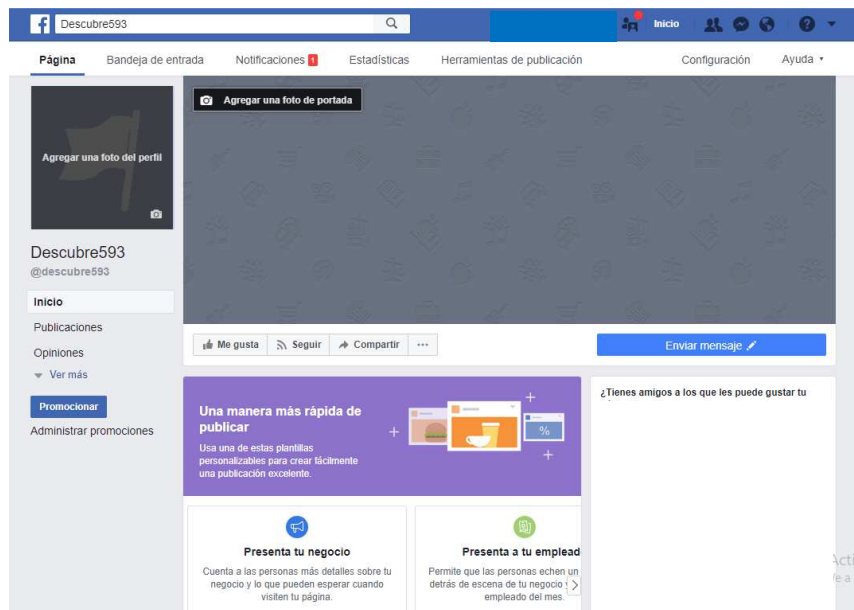 Descubre593
Inicio
Página Bandeja de entrada Notificaciones 1 Estadísticas Herramientas de publicación Configuración Ayuda
Agregar una foto de portada
Agregar una foto del perfil
Descubre593
@descubre593
Inicio
Publicaciones
Opiniones
Ver más
Promocionar
Administrar promociones
Me gusta Seguir Compartir ...
Enviar mensaje
Una manera más rápida de
publicar
Usa una de estas plantillas
personalizables para crear fácilmente
una publicación excelente.
%
¿Tienes amigos a los que les puede gustar tu
Presenta tu negocio
Cuenta a las personas más detalles sobre tu
negocio y lo que pueden esperar cuando
visiten tu página.
Presenta a tu emplead
Permite que las personas echen un
detrás de escena de tu negocio
empleado del mes.
Acti